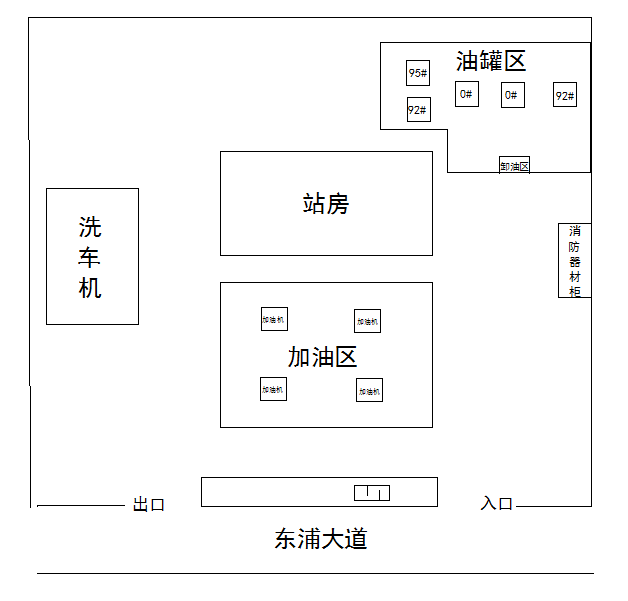 油罐区
95#
92#
0#
0#
92#
卸油区
站房
洗车机
消防器材柜
加油机
加油机
加油区
加油机
加油机
出口
入口
东浦大道